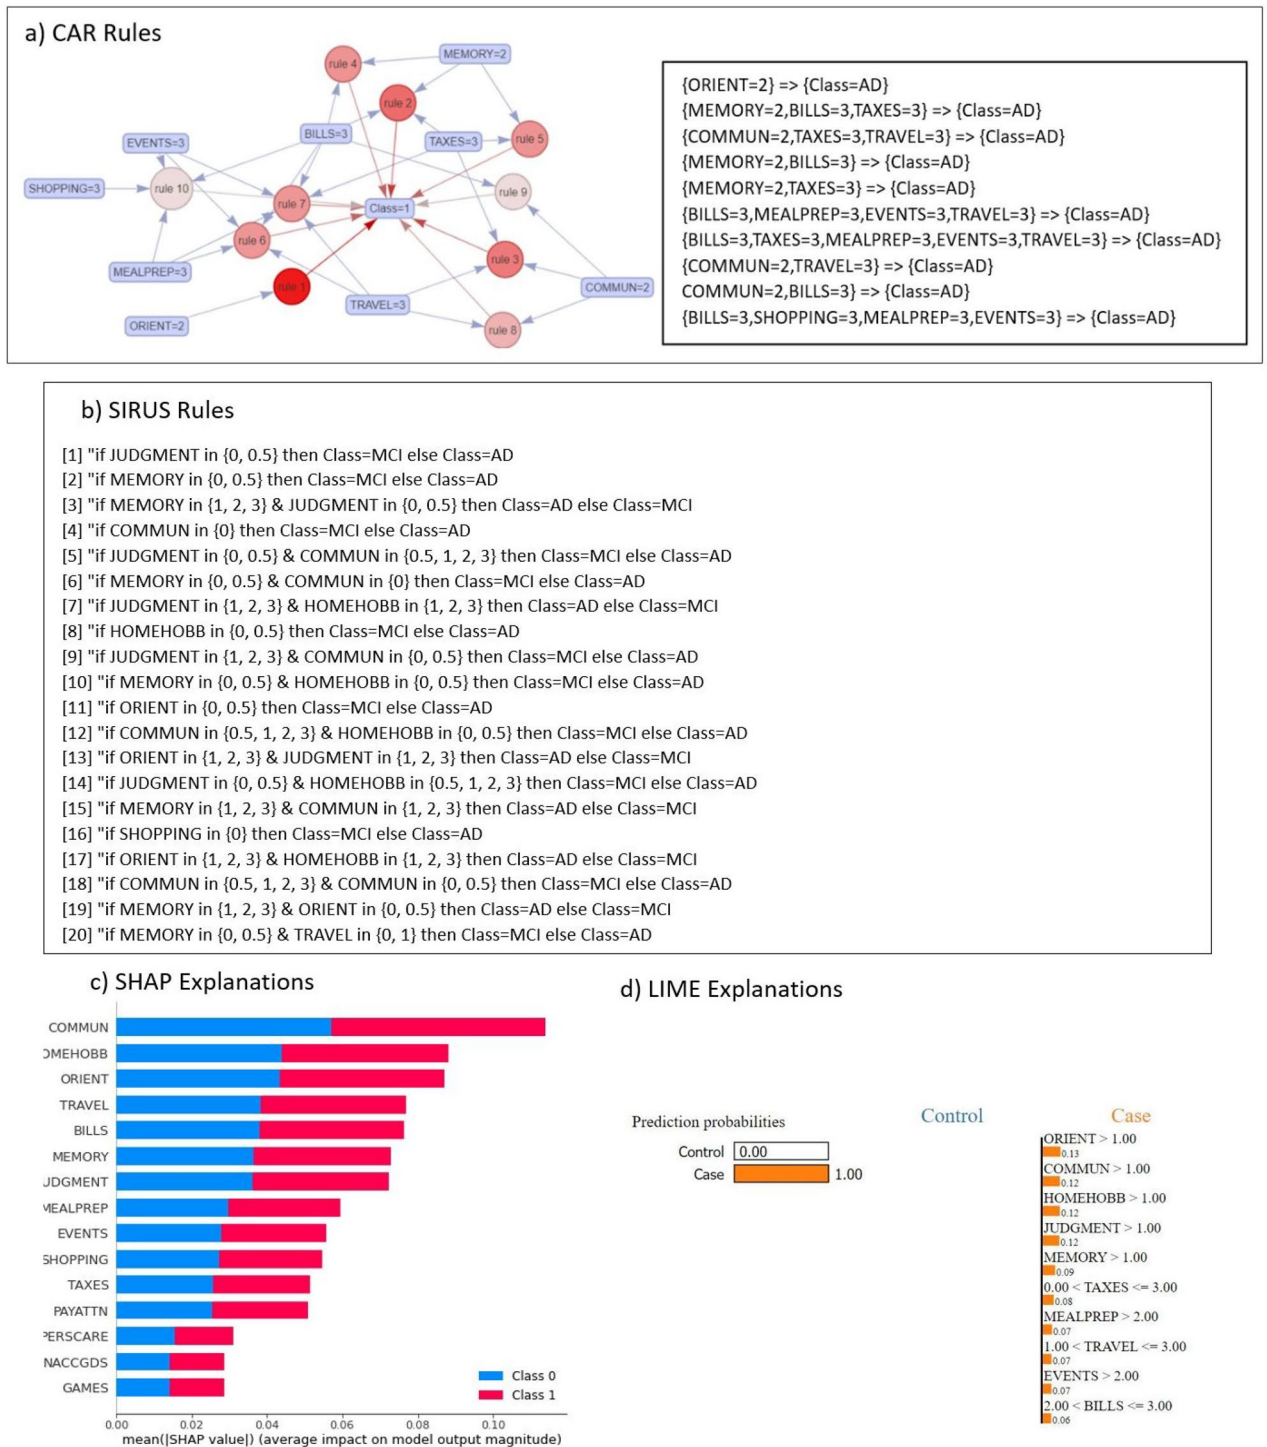 a) CAR Rules
rule 4
MEMORY=2
rule 2
BILLS=3
EVENTS=3
TAXES=3
rule 5
SHOPPING=3
rule 10
rule 9
rule 7
Class=1
rule 6
MEALPREP=3
rule 3
rule 1
TRAVEL=3
COMMUN=2
ORIENT=2
rule 8
{ORIENT=2} => {Class=AD}
{MEMORY=2,BILLS=3,TAXES=3} => {Class=AD}
{COMMUN=2,TAXES=3,TRAVEL=3} => {Class=AD}
{MEMORY=2,BILLS=3} => {Class=AD}
{MEMORY=2,TAXES=3} => {Class=AD}
{BILLS=3,MEALPREP=3,EVENTS=3,TRAVEL=3} => {Class=AD}
{BILLS=3,TAXES=3,MEALPREP=3,EVENTS=3,TRAVEL=3} => {Class=AD}
{COMMUN=2,TRAVEL=3} => {Class=AD}
COMMUN=2,BILLS=3} => {Class=AD}
{BILLS=3,SHOPPING=3,MEALPREP=3,EVENTS=3} => {Class=AD}
b) SIRUS Rules
[1] "if JUDGMENT in {0, 0.5} then Class=MCI else Class=AD
[2] "if MEMORY in {0, 0.5} then Class=MCI else Class=AD
[3] "if MEMORY in {1, 2, 3} & JUDGMENT in {0, 0.5} then Class=AD else Class=MCI
[4] "if COMMUN in {0} then Class=MCI else Class=AD
[5] "if JUDGMENT in {0, 0.5} & COMMUN in {0.5, 1, 2, 3} then Class=MCI else Class=AD
[6] "if MEMORY in {0, 0.5} & COMMUN in {0} then Class=MCI else Class=AD
[7] "if JUDGMENT in {1, 2, 3} & HOMEHOBB in {1, 2, 3} then Class=AD else Class=MCI
[8] "if HOMEHOBB in {0, 0.5} then Class=MCI else Class=AD
[9] "if JUDGMENT in {1, 2, 3} & COMMUN in {0, 0.5} then Class=MCI else Class=AD
[10] "if MEMORY in {0, 0.5} & HOMEHOBB in {0, 0.5} then Class=MCI else Class=AD
[11] "if ORIENT in {0, 0.5} then Class=MCI else Class=AD
[12] "if COMMUN in {0.5, 1, 2, 3} & HOMEHOBB in {0, 0.5} then Class=MCI else Class=AD
[13] "if ORIENT in {1, 2, 3} & JUDGMENT in {1, 2, 3} then Class=AD else Class=MCI
[14] "if JUDGMENT in {0, 0.5} & HOMEHOBB in {0.5, 1, 2, 3} then Class=MCI else Class=AD
[15] "if MEMORY in {1, 2, 3} & COMMUN in {1, 2, 3} then Class=AD else Class=MCI
[16] "if SHOPPING in {0} then Class=MCI else Class=AD
[17] "if ORIENT in {1, 2, 3} & HOMEHOBB in {1, 2, 3} then Class=AD else Class=MCI
[18] "if COMMUN in {0.5, 1, 2, 3} & COMMUN in {0, 0.5} then Class=MCI else Class=AD
[19] "if MEMORY in {1, 2, 3} & ORIENT in {0, 0.5} then Class=AD else Class=MCI
[20] "if MEMORY in {0, 0.5} & TRAVEL in {0, 1} then Class=MCI else Class=AD
c) SHAP Explanations
COMMUN
OMEHOBB
ORIENT
TRAVEL
BILLS
MEMORY
UDGMENT
MEALPREP
EVENTS
SHOPPING
TAXES
PAYATTN
PERSCARE
NACCGDS
GAMES
Class 0
Class 1
0.00 0.02 0.04 0.06 0.08 0.10
mean(|SHAP value|) (average impact on model output magnitude)
d) LIME Explanations
Prediction probabilities
Control 0.00
Case 1.00
Control Case
ORIENT > 1.00
0.13
COMMUN > 1.00
0.12
HOMEHOBB > 1.00
0.12
JUDGMENT > 1.00
0.12
MEMORY > 1.00
0.09
0.00 < TAXES <= 3.00
0.08
MEALPREP > 2.00
0.07
1.00 < TRAVEL <= 3.00
0.07
EVENTS > 2.00
0.07
2.00 < BILLS <= 3.00
0.06